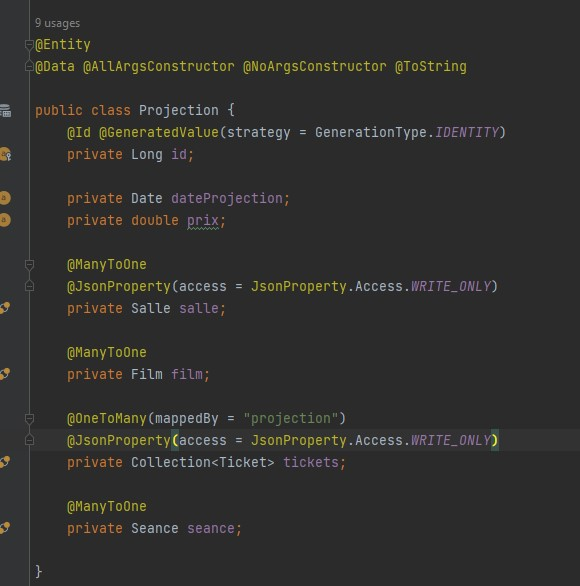 9 usages
@Entity
@Data @AllArgsConstructor @NoArgsConstructor @ToString
public class Projection {
@Id @GeneratedValue(strategy = GenerationType.IDENTITY)
private Long id;
private Date dateProjection;
private double prix;
@ManyToOne
@JsonProperty(access = JsonProperty.Access.WRITE_ONLY)
private Salle salle;
@ManyToOne
private Film film;
@OneToMany(mappedBy = "projection")
@JsonProperty(access = JsonProperty.Access.WRITE_ONLY)
private Collection<Ticket> tickets;
@ManyToOne
private Seance seance;
}